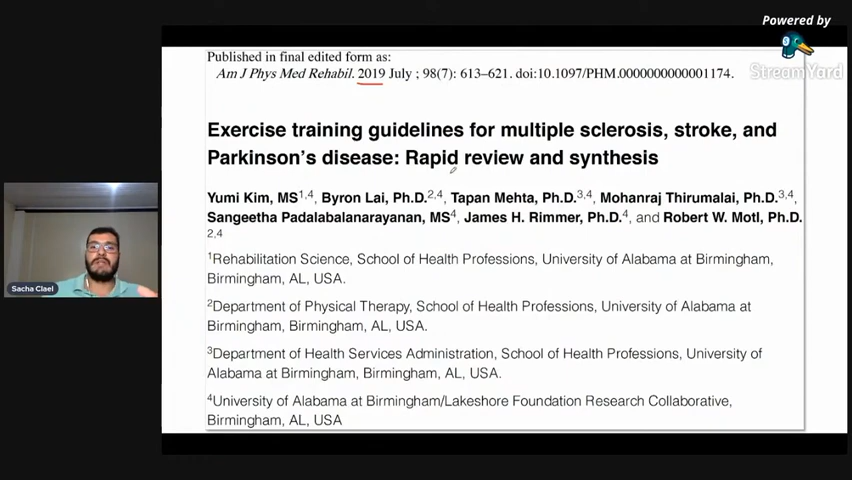 Powered by
StreamYard
Published in final edited form as:
Am J Phys Med Rehabil. 2019 July ; 98(7): 613–621. doi:10.1097/PHM.0000000000001174.
Exercise training guidelines for multiple sclerosis, stroke, and
Parkinson's disease: Rapid review and synthesis
Yumi Kim, MS1,4, Byron Lai, Ph.D.2,4, Tapan Mehta, Ph.D.3,4, Mohanraj Thirumalai, Ph.D.3,4,
Sangeetha Padalabalanarayanan, MS4, James H. Rimmer, Ph.D.4, and Robert W. Motl, Ph.D.
2,4
1Rehabilitation Science, School of Health Professions, University of Alabama at Birmingham,
Birmingham, AL, USA.
2Department of Physical Therapy, School of Health Professions, University of Alabama at
Birmingham, Birmingham, AL, USA.
3Department of Health Services Administration, School of Health Professions, University of
Alabama at Birmingham, Birmingham, AL, USA.
4University of Alabama at Birmingham/Lakeshore Foundation Research Collaborative,
Birmingham, AL, USA
Sacha Clael